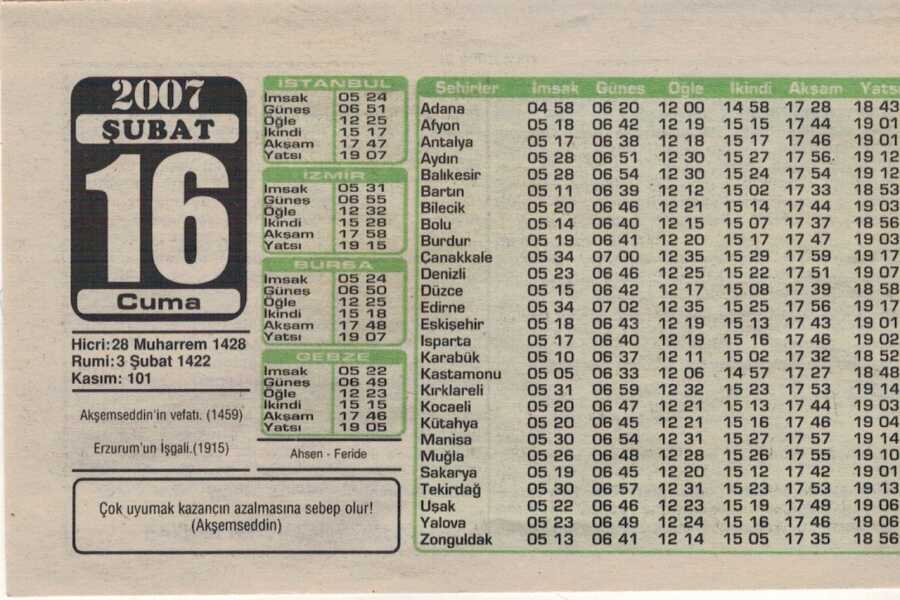 2007
ŞUBAT
16
Cuma
Hicri:28 Muharrem 1428
Rumi:3 Şubat 1422
Kasım: 101
Akşemseddin'in vefatı. (1459)
Erzurum'un İşgali.(1915)
İSTANBUL
İmsak 05 24
Güneş 06 51
Öğle 12 25
İkindi 15 17
Akşam 17 47
Yatsı 19 07
İZMİR
İmsak 05 31
Güneş 06 55
Öğle 12 32
İkindi 15 28
Akşam 17 58
Yatsı 19 15
BURSA
İmsak 05 24
Güneş 06 50
Öğle 12 25
İkindi 15 18
Akşam 17 48
Yatsı 19 07
GEBZE
İmsak 05 22
Güneş 06 49
Öğle 12 23
İkindi 15 15
Akşam 17 46
Yatsı 19 05
Ahsen - Feride
Çok uyumak kazancın azalmasına sebep olur!
(Akşemseddin)
Şehirler İmsak Güneş Öğle İkindi Akşam Yatsı
Adana 04 58 06 20 12 00 14 58 17 28 18 43
Afyon 05 18 06 42 12 19 15 15 17 44 19 01
Antalya 05 17 06 38 12 18 15 17 17 46 19 01
Aydın 05 28 06 51 12 30 15 27 17 56 19 12
Balıkesir 05 28 06 54 12 30 15 24 17 54 19 12
Bartın 05 11 06 39 12 12 15 02 17 33 18 53
Bilecik 05 20 06 46 12 21 15 14 17 44 19 03
Bolu 05 14 06 40 12 15 15 07 17 37 18 56
Burdur 05 19 06 41 12 20 15 17 17 47 19 03
Çanakkale 05 34 07 00 12 35 15 29 17 59 19 17
Denizli 05 23 06 46 12 25 15 22 17 51 19 07
Düzce 05 15 06 42 12 17 15 08 17 39 18 58
Edirne 05 34 07 02 12 35 15 25 17 56 19 17
Eskişehir 05 18 06 43 12 19 15 13 17 43 19 01
Isparta 05 17 06 40 12 19 15 16 17 46 19 02
Karabük 05 10 06 37 12 11 15 02 17 32 18 52
Kastamonu 05 05 06 33 12 06 14 57 17 27 18 48
Kırklareli 05 31 06 59 12 32 15 23 17 53 19 14
Kocaeli 05 20 06 47 12 21 15 13 17 44 19 03
Kütahya 05 20 06 45 12 21 15 16 17 46 19 04
Manisa 05 30 06 54 12 31 15 27 17 57 19 14
Muğla 05 26 06 48 12 28 15 26 17 55 19 10
Sakarya 05 19 06 45 12 20 15 12 17 42 19 01
Tekirdağ 05 30 06 57 12 31 15 23 17 53 19 13
Uşak 05 22 06 46 12 23 15 19 17 49 19 06
Yalova 05 23 06 49 12 24 15 16 17 46 19 06
Zonguldak 05 13 06 41 12 14 15 05 17 35 18 56